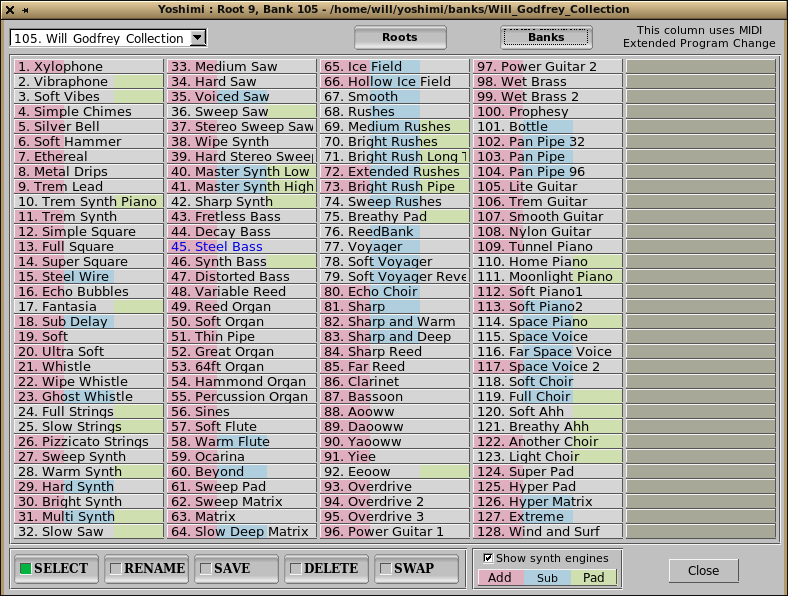 Yoshimi : Root 9, Bank 105 - /home/will/yoshimi/banks/Will_Godfrey_Collection
105. Will Godfrey Collection
Roots
Banks
This column uses MIDI
Extended Program Change
1. Xylophone
2. Vibraphone
3. Soft Vibes
4. Simple Chimes
5. Silver Bell
6. Soft Hammer
7. Ethereal
8. Metal Drips
9. Trem Lead
10. Trem Synth Piano
11. Trem Synth
12. Simple Square
13. Full Square
14. Super Square
15. Steel Wire
16. Echo Bubbles
17. Fantasia
18. Sub Delay
19. Soft
20. Ultra Soft
21. Whistle
22. Wipe Whistle
23. Ghost Whistle
24. Full Strings
25. Slow Strings
26. Pizzicato Strings
27. Sweep Synth
28. Warm Synth
29. Hard Synth
30. Bright Synth
31. Multi Synth
32. Slow Saw
33. Medium Saw
34. Hard Saw
35. Voiced Saw
36. Sweep Saw
37. Stereo Sweep Saw
38. Wipe Synth
39. Hard Stereo Sweep
40. Master Synth Low
41. Master Synth High
42. Sharp Synth
43. Fretless Bass
44. Decay Bass
45. Steel Bass
46. Synth Bass
47. Distorted Bass
48. Variable Reed
49. Reed Organ
50. Soft Organ
51. Thin Pipe
52. Great Organ
53. 64ft Organ
54. Hammond Organ
55. Percussion Organ
56. Sines
57. Soft Flute
58. Warm Flute
59. Ocarina
60. Beyond
61. Sweep Pad
62. Sweep Matrix
63. Matrix
64. Slow Deep Matrix
65. Ice Field
66. Hollow Ice Field
67. Smooth
68. Rushes
69. Medium Rushes
70. Bright Rushes
71. Bright Rush Long
72. Extended Rushes
73. Bright Rush Pipe
74. Sweep Rushes
75. Breathy Pad
76. ReedBank
77. Voyager
78. Soft Voyager
79. Soft Voyager Reve
80. Echo Choir
81. Sharp
82. Sharp and Warm
83. Sharp and Deep
84. Sharp Reed
85. Far Reed
86. Clarinet
87. Bassoon
88. Aooww
89. Daooww
90. Yaooww
91. Yiee
92. Eeoow
93. Overdrive
94. Overdrive 2
95. Overdrive 3
96. Power Guitar 1
97. Power Guitar 2
98. Wet Brass
99. Wet Brass 2
100. Prophesy
101. Bottle
102. Pan Pipe 32
103. Pan Pipe
104. Pan Pipe 96
105. Lite Guitar
106. Trem Guitar
107. Smooth Guitar
108. Nylon Guitar
109. Tunnel Piano
110. Home Piano
111. Moonlight Piano
112. Soft Piano1
113. Soft Piano2
114. Space Piano
115. Space Voice
116. Far Space Voice
117. Space Voice 2
118. Soft Choir
119. Full Choir
120. Soft Ahh
121. Breathy Ahh
122. Another Choir
123. Light Choir
124. Super Pad
125. Hyper Pad
126. Hyper Matrix
127. Extreme
128. Wind and Surf
SELECT
RENAME
SAVE
DELETE
SWAP
Show synth engines
Add
Sub
Pad
Close